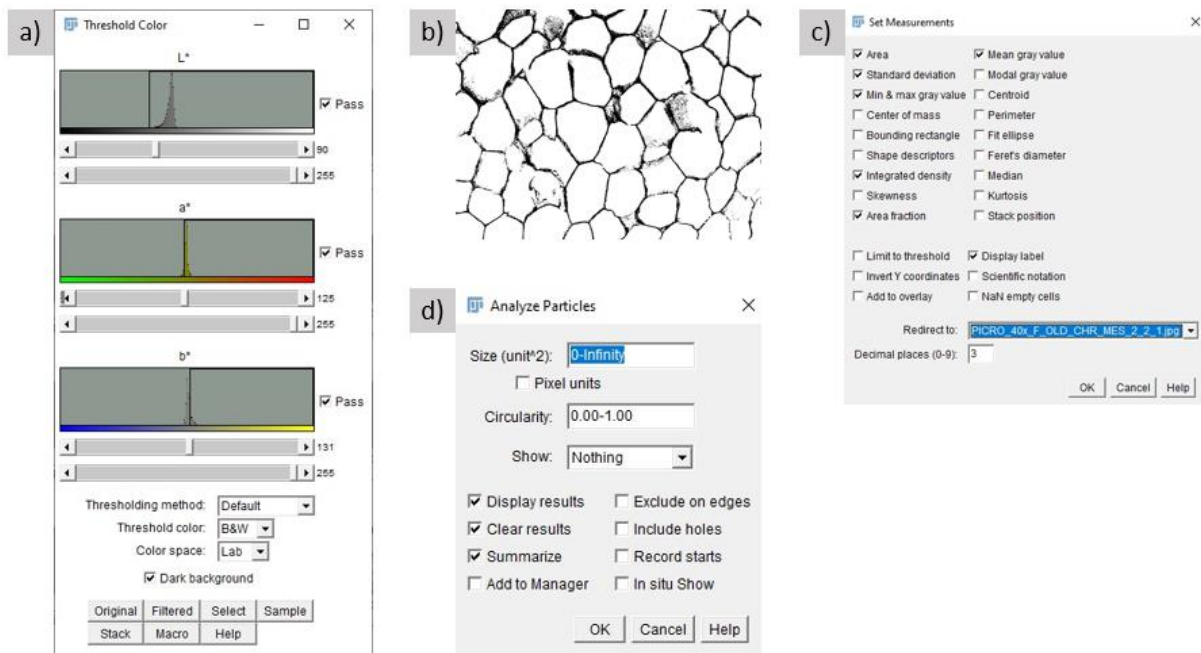 a)
Threshold Color
L*
Pass
90
255
a*
Pass
125
255
b*
Pass
131
255
Thresholding method: Default
Threshold color: B&W
Color space: Lab
Dark background
Original Filtered Select Sample
Stack Macro Help
b)
c)
Set Measurements
Area Mean gray value
Standard deviation Modal gray value
Min & max gray value Centroid
Center of mass Perimeter
Bounding rectangle Fit ellipse
Shape descriptors Feret's diameter
Integrated density Median
Skewness Kurtosis
Area fraction Stack position
Limit to threshold Display label
Invert Y coordinates Scientific notation
Add to overlay NaN empty cells
Redirect to: PICRO_40x_F_OLD_CHR_MES_2_2_1.jpg
Decimal places (0-9): 3
OK Cancel Help
d)
Analyze Particles
Size (unit^2): 0-Infinity
Pixel units
Circularity: 0.00-1.00
Show: Nothing
Display results Exclude on edges
Clear results Include holes
Summarize Record starts
Add to Manager In situ Show
OK Cancel Help